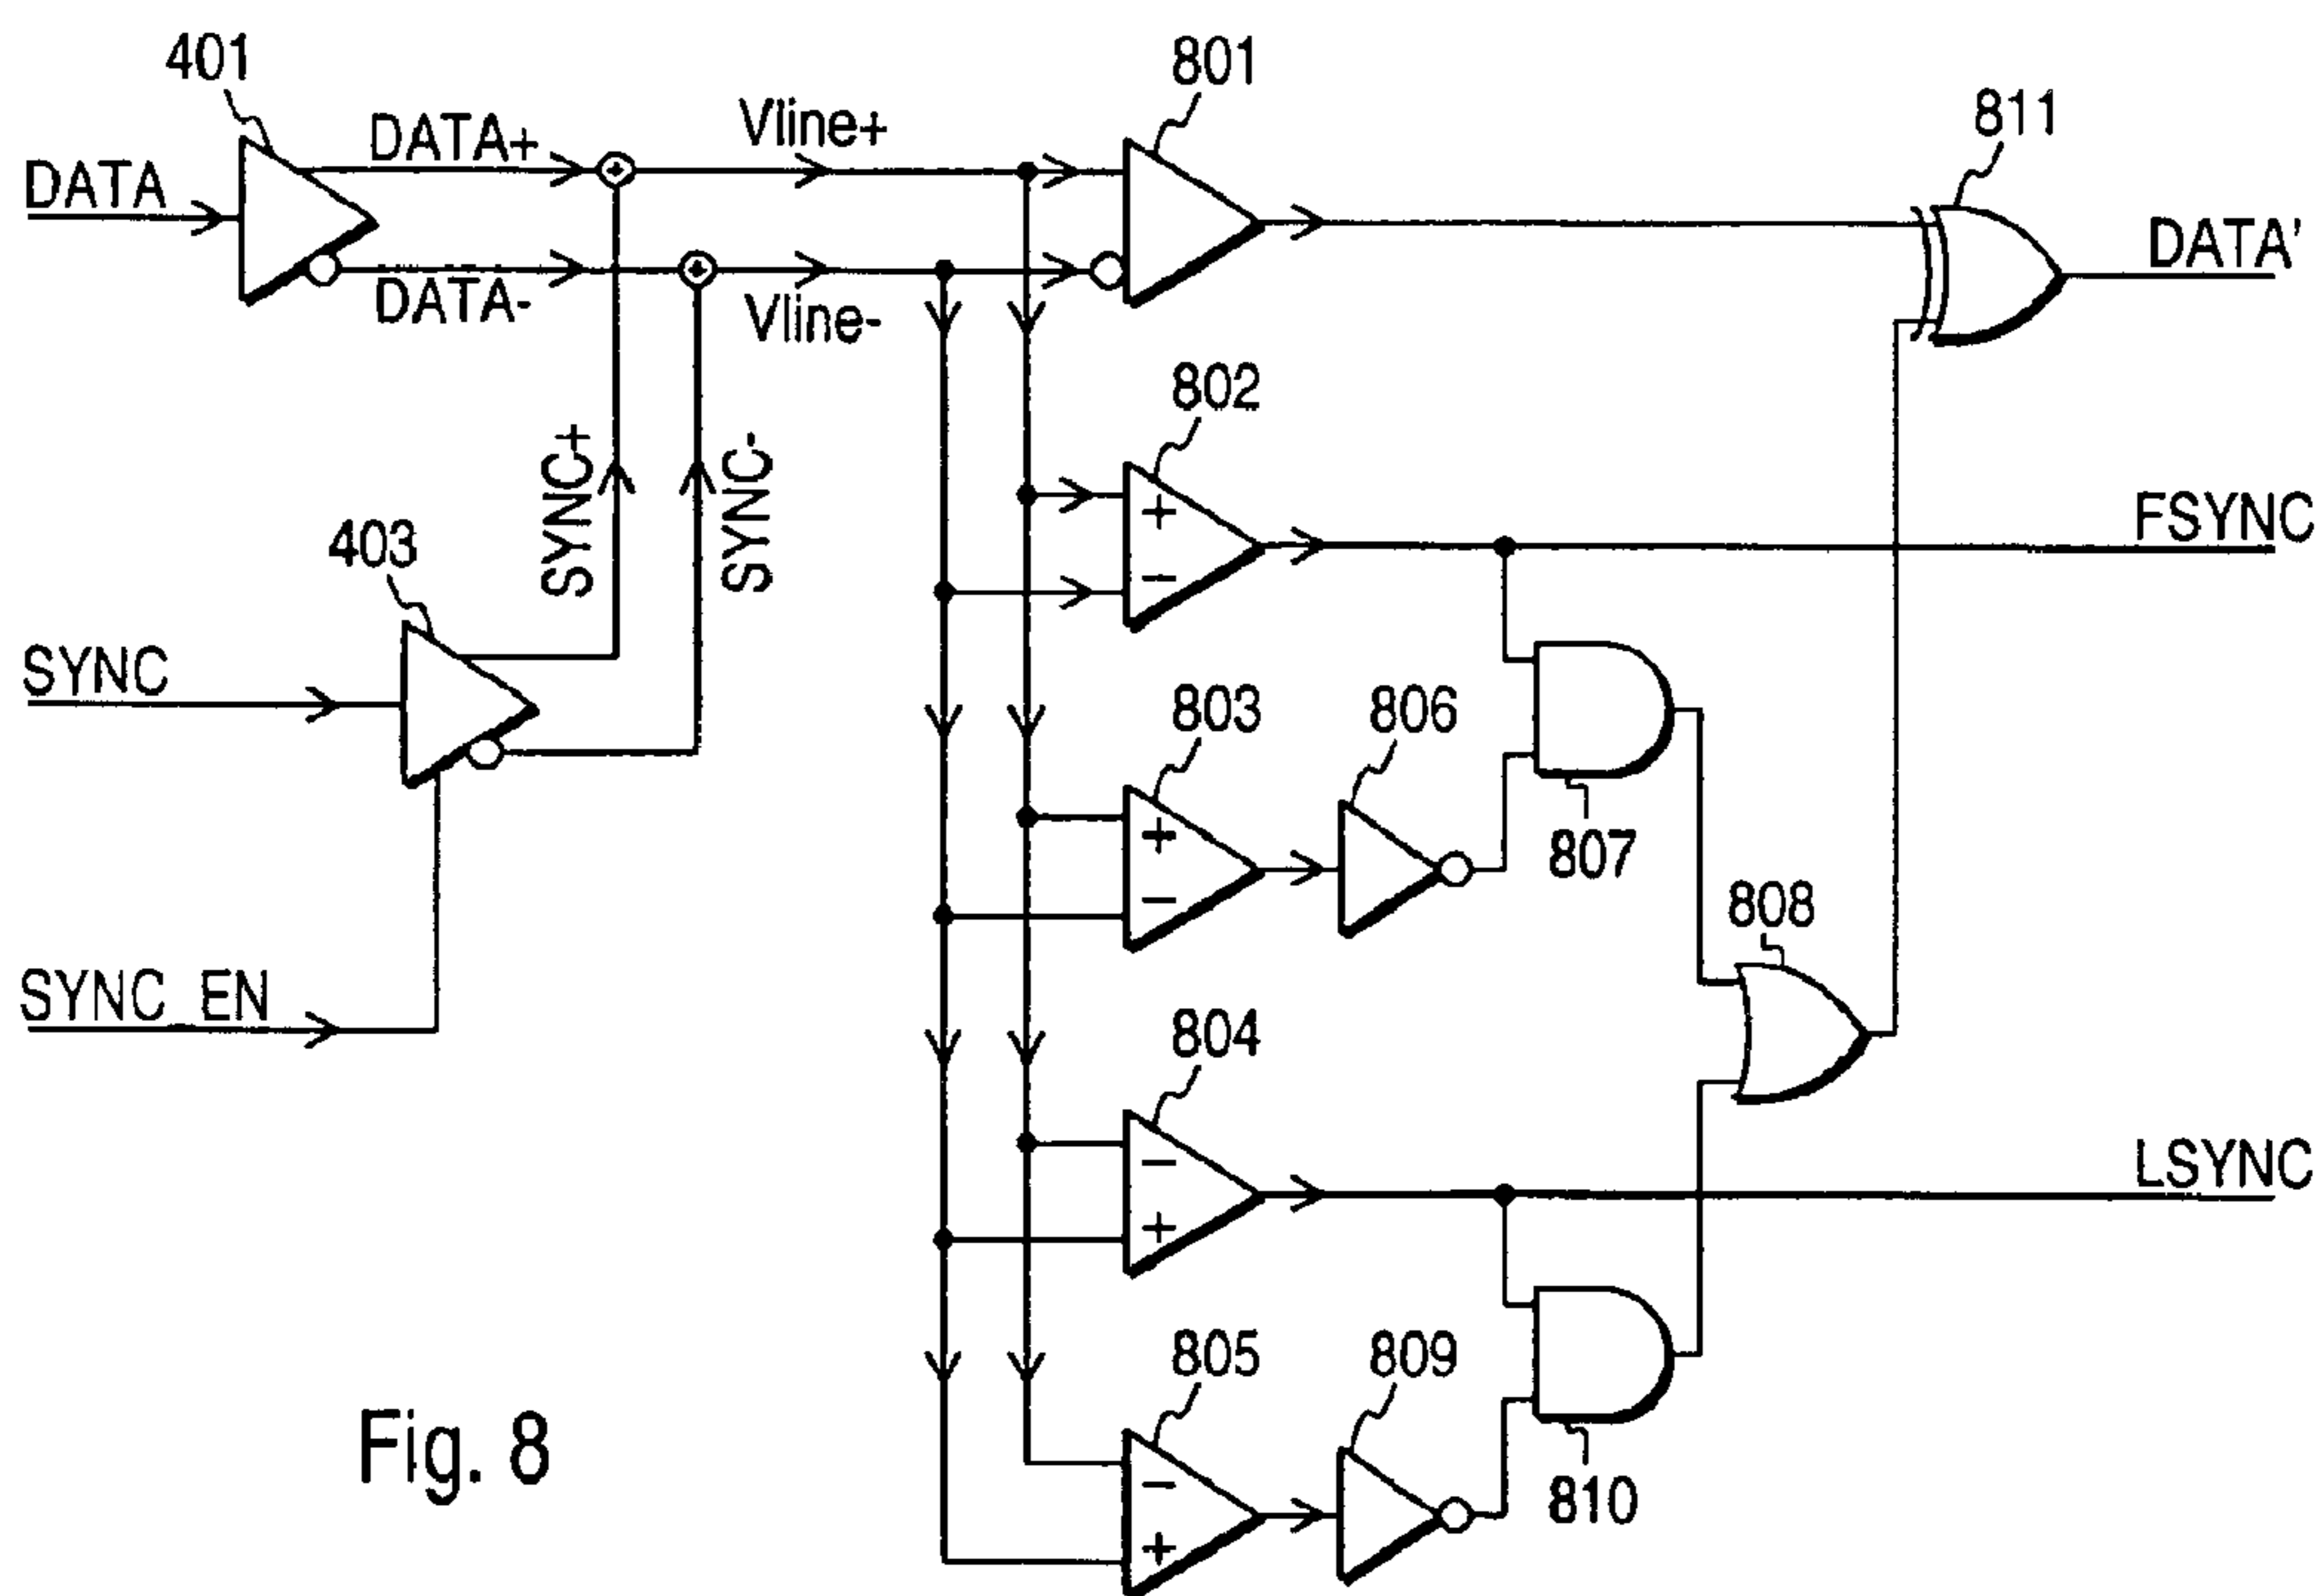 401
DATA
DATA+
DATA-
Vline+
Vline-
801
811
DATA'
802
FSYNC
SYNC+
SYNC-
403
SYNC
+
−
803
806
807
+
−
808
SYNC_EN
804
LSYNC
−
+
805
809
810
−
+
Fig. 8